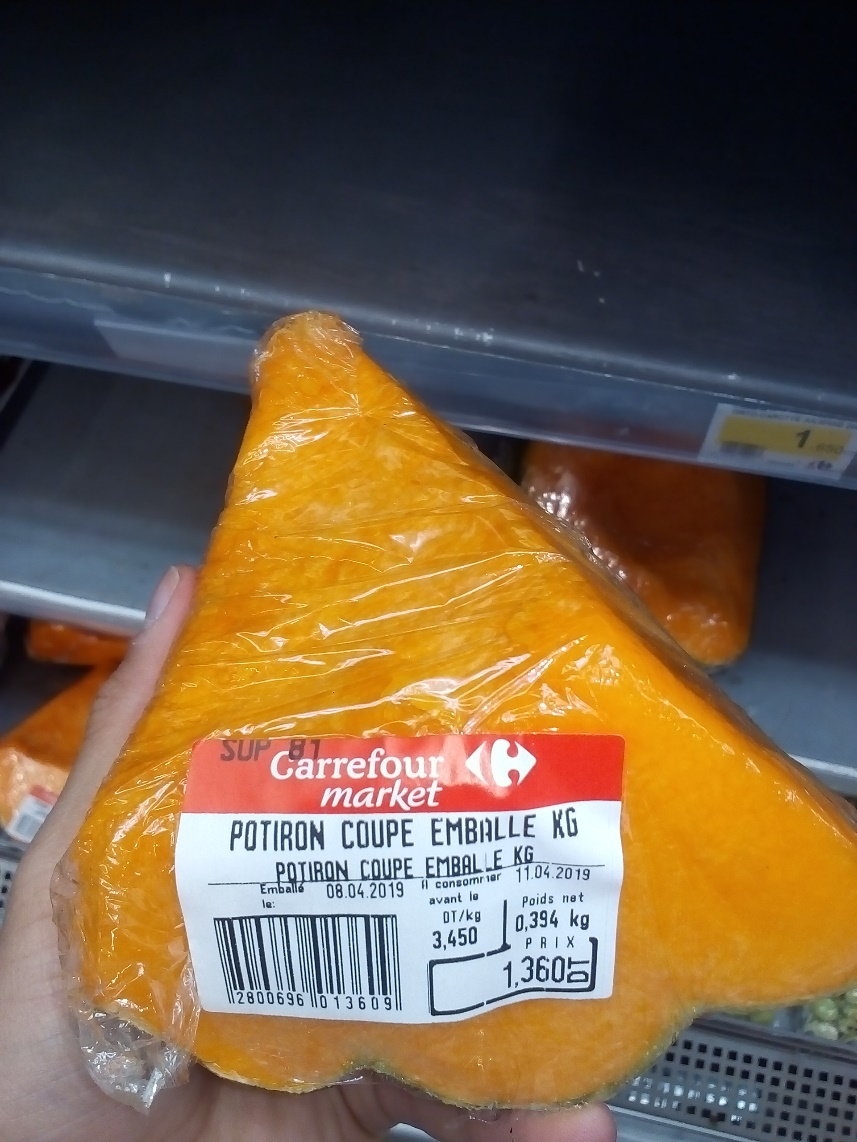 1
SUP 81
Carrefour
market
POTIRON COUPE EMBALLE KG
POTIRON COUPE EMBALLE KG
Emballé le: 08.04.2019
A consommer avant le 11.04.2019
DT/kg
3,450
Poids net
0,394 kg
PRIX
1,360 DT
2800696 013609